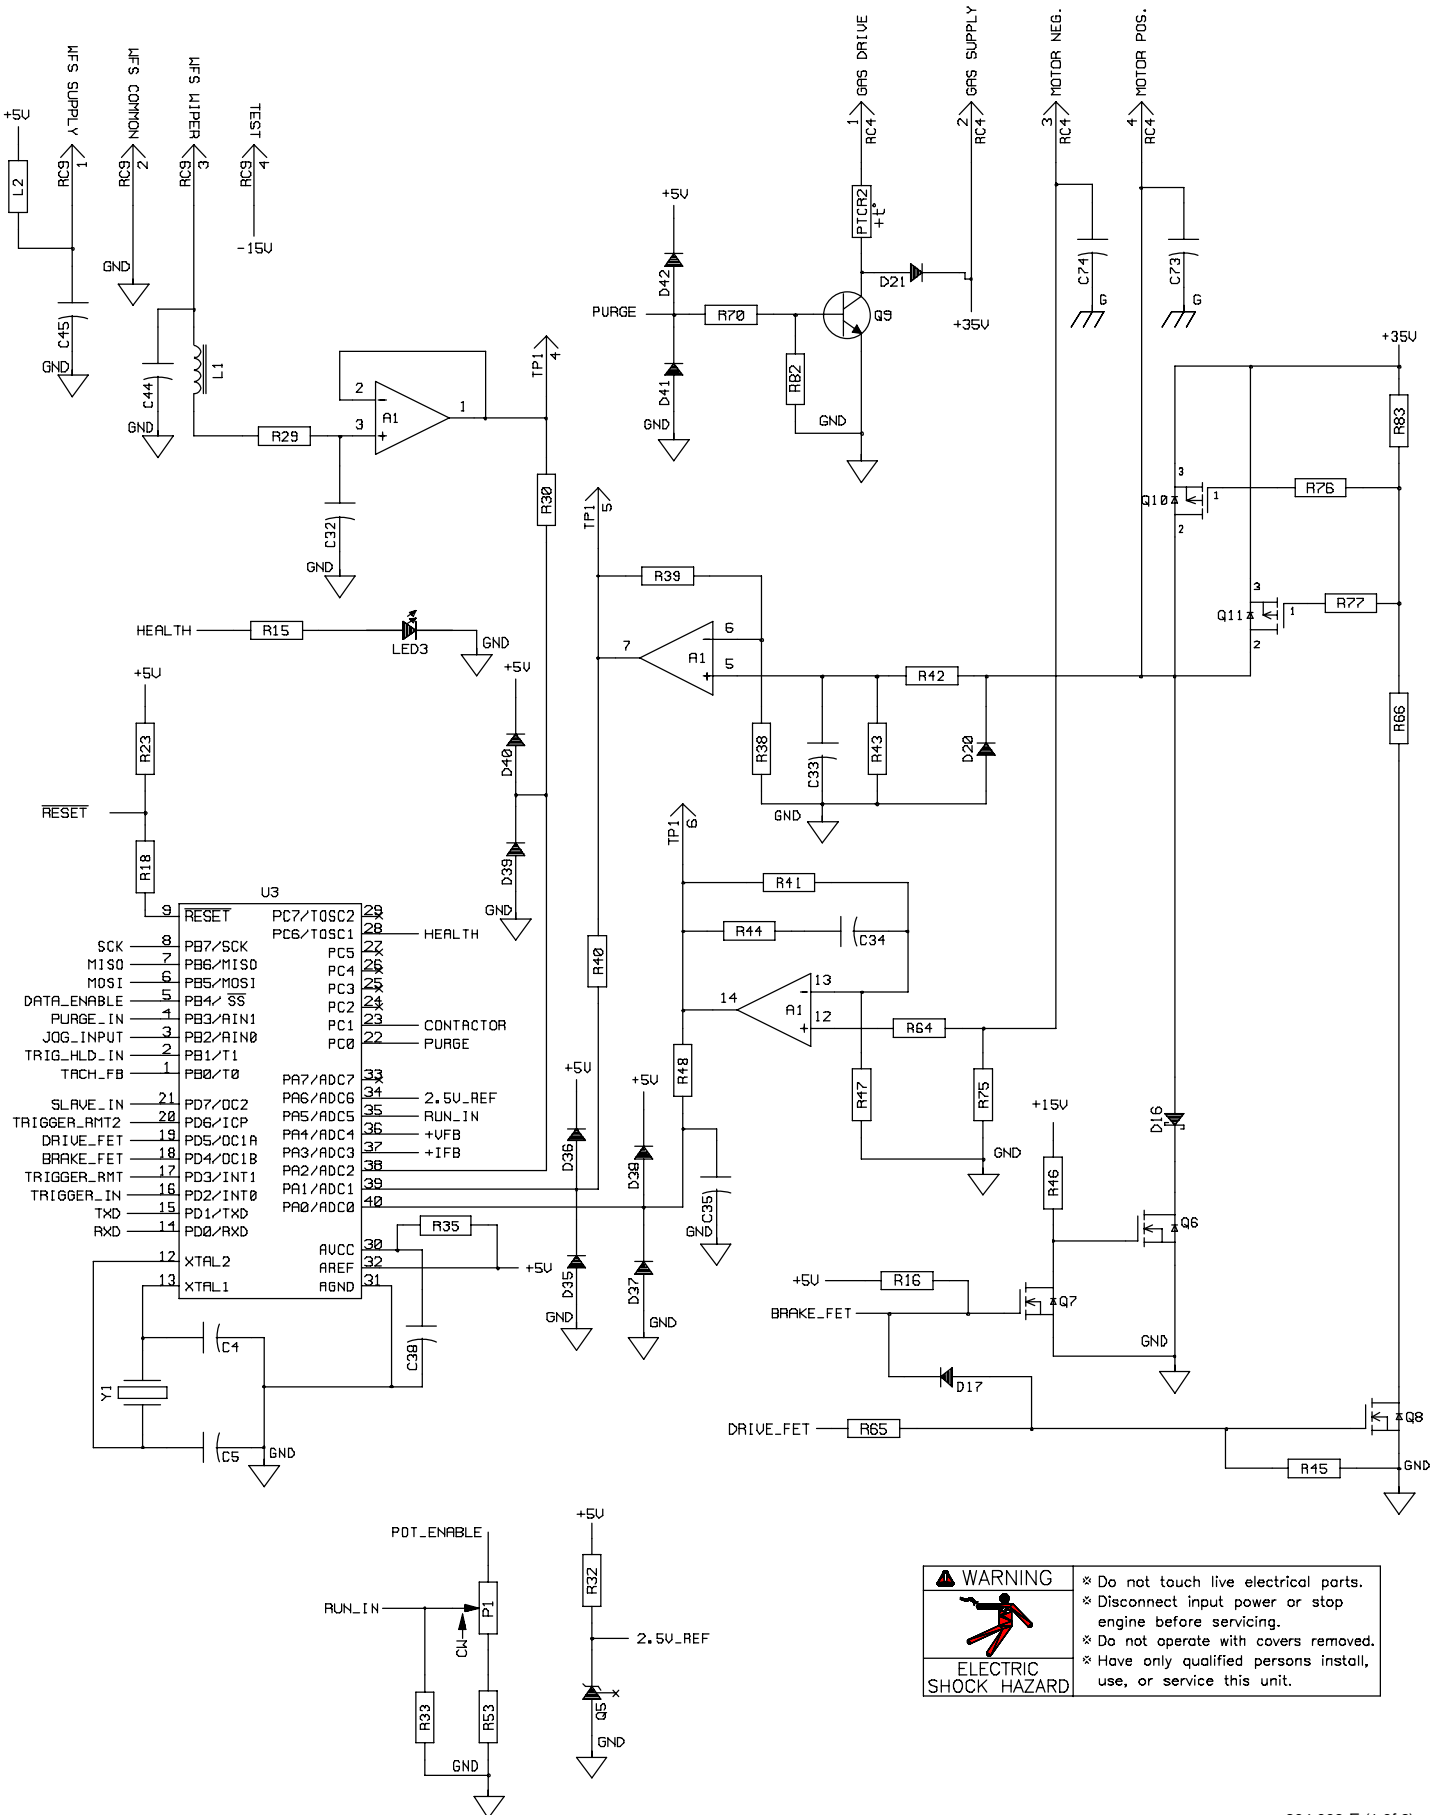 WFS SUPPLY
WFS COMMON
WFS WIPER
TEST
GAS DRIVE
GAS SUPPLY
MOTOR NEG.
MOTOR POS.
+5V
L2
RC9 1
RC9 2
RC9 3
RC9 4
-15V
GND
C45
GND
C44
GND
L1
R29
C32
GND
2
3
A1
1
TP1 4
R30
RC4 1
RC4 2
RC4 3
RC4 4
PTCR2
+t°
+5V
D42
PURGE
R70
D41
GND
RB2
GND
Q9
D21
+35V
C74
G
C73
G
+35V
R83
Q10
3
1
2
R76
Q11
3
1
2
R77
R66
HEALTH
R15
LED3
GND
TP1 5
R39
7
A1
6
5
R42
R38
C33
R43
D20
GND
+5V
R23
RESET
R18
+5V
D40
D39
GND
R40
TP1 6
R41
R44
C34
14
A1
13
12
R64
R47
R75
GND
R48
U3
9 RESET
8 PB7/SCK
7 PB6/MISO
6 PB5/MOSI
5 PB4/ SS
4 PB3/AIN1
3 PB2/AIN0
2 PB1/T1
1 PB0/T0
21 PD7/OC2
20 PD6/ICP
19 PD5/OC1A
18 PD4/OC1B
17 PD3/INT1
16 PD2/INT0
15 PD1/TXD
14 PD0/RXD
12 XTAL2
13 XTAL1
SCK
MISO
MOSI
DATA_ENABLE
PURGE_IN
JOG_INPUT
TRIG_HLD_IN
TACH_FB
SLAVE_IN
TRIGGER_RMT2
DRIVE_FET
BRAKE_FET
TRIGGER_RMT
TRIGGER_IN
TXD
RXD
PC7/TOSC2 29
PC6/TOSC1 28 HEALTH
PC5 27
PC4 26
PC3 25
PC2 24
PC1 23 CONTACTOR
PC0 22 PURGE
PA7/ADC7 33
PA6/ADC6 34 2.5V_REF
PA5/ADC5 35 RUN_IN
PA4/ADC4 36 +VFB
PA3/ADC3 37 +IFB
PA2/ADC2 38
PA1/ADC1 39
PA0/ADC0 40
AVCC 30
AREF 32
AGND 31
R35
+5V
C38
C4
Y1
C5
GND
+5V
D36
D35
GND
+5V
D38
D37
GND
C35
GND
+15V
R46
D16
Q6
+5V
R16
BRAKE_FET
Q7
GND
D17
DRIVE_FET
R65
Q8
R45
GND
POT_ENABLE
RUN_IN
CW
P1
R33
R53
GND
+5V
R32
2.5V_REF
Q5
GND
WARNING
ELECTRIC
SHOCK HAZARD
Do not touch live electrical parts.
Disconnect input power or stop
engine before servicing.
Do not operate with covers removed.
Have only qualified persons install,
use, or service this unit.